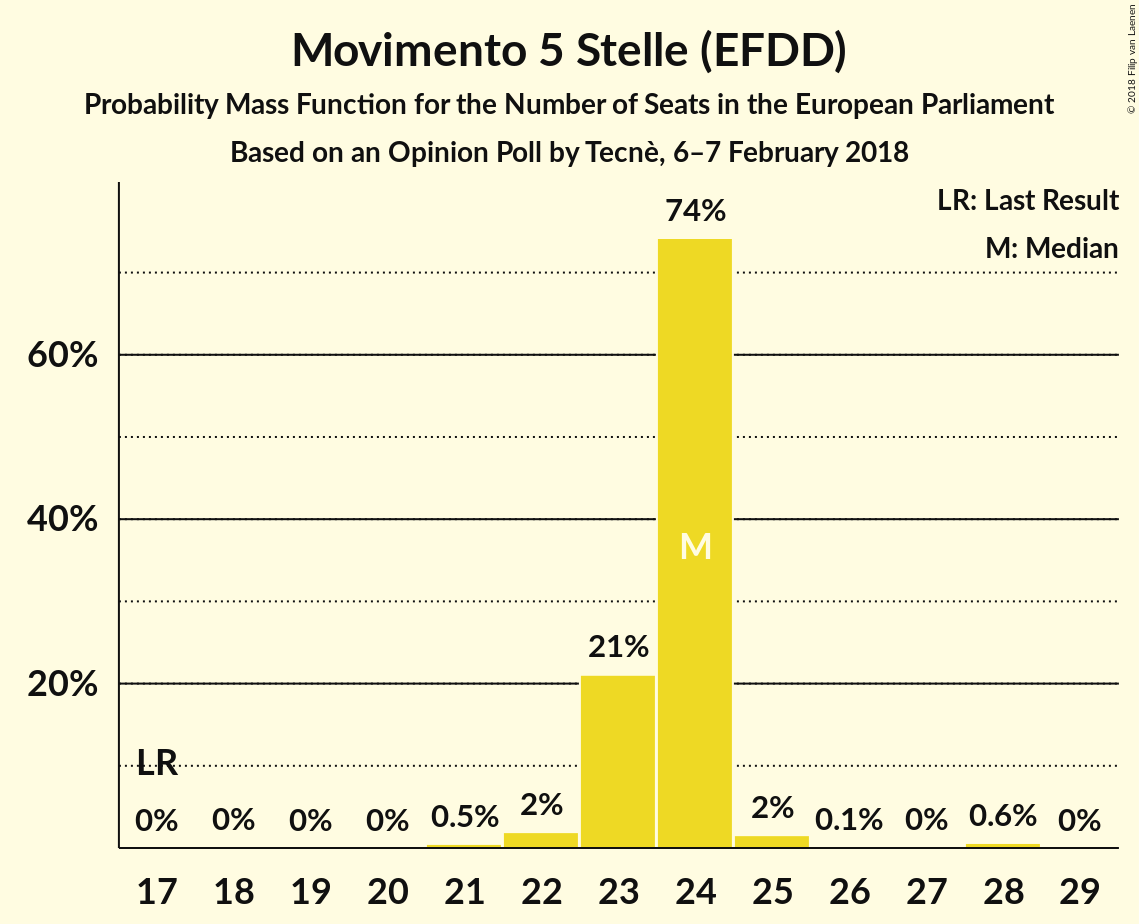 Movimento 5 Stelle (EFDD)
Probability Mass Function for the Number of Seats in the European Parliament
Based on an Opinion Poll by Tecnè, 6–7 February 2018
© 2018 Filip van Laenen
LR: Last Result
M: Median
74%
60%
40%
M
21%
20%
LR
0% 0% 0% 0% 0.5% 2% 2% 0.1% 0% 0.6% 0%
17 18 19 20 21 22 23 24 25 26 27 28 29